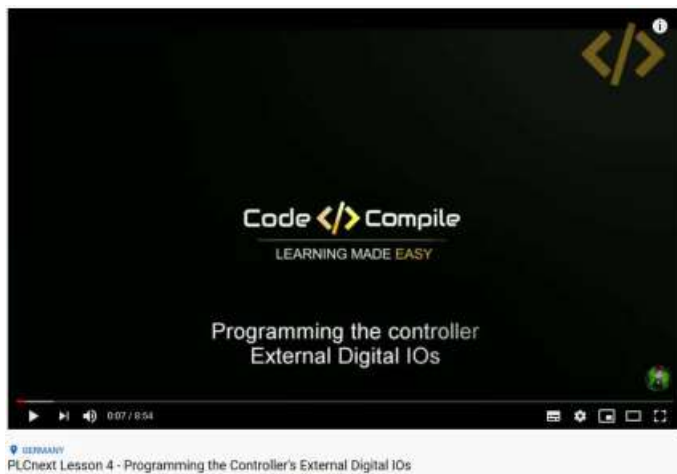 </>
i
Code </> Compile
LEARNING MADE EASY
Programming the controller
External Digital IOs
0:07 / 8:54
GERMANY
PLCnext Lesson 4 - Programming the Controller's External Digital IOs